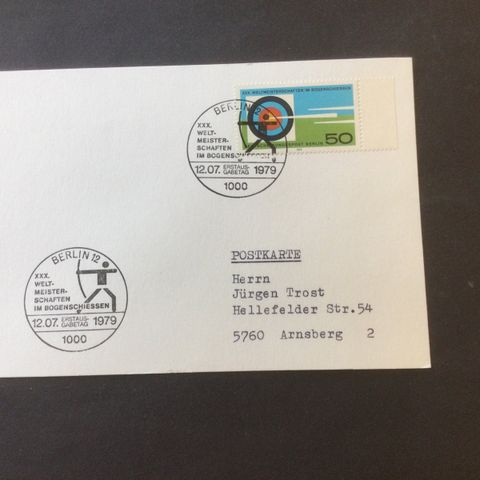 XXX. WELTMEISTERSCHAFTEN IM BOGENSCHIESSEN
50
DEUTSCHE BUNDESPOST BERLIN
BERLIN 12
XXX.
WELT-
MEISTER-
SCHAFTEN
IM BOGENSCHIESSEN
12.07. ERSTAUS-GABETAG 1979
1000
BERLIN 12
XXX.
WELT-
MEISTER-
SCHAFTEN
IM BOGENSCHIESSEN
12.07. ERSTAUS-GABETAG 1979
1000
POSTKARTE
Herrn
Jürgen Trost
Hellefelder Str.54
5760 Arnsberg 2